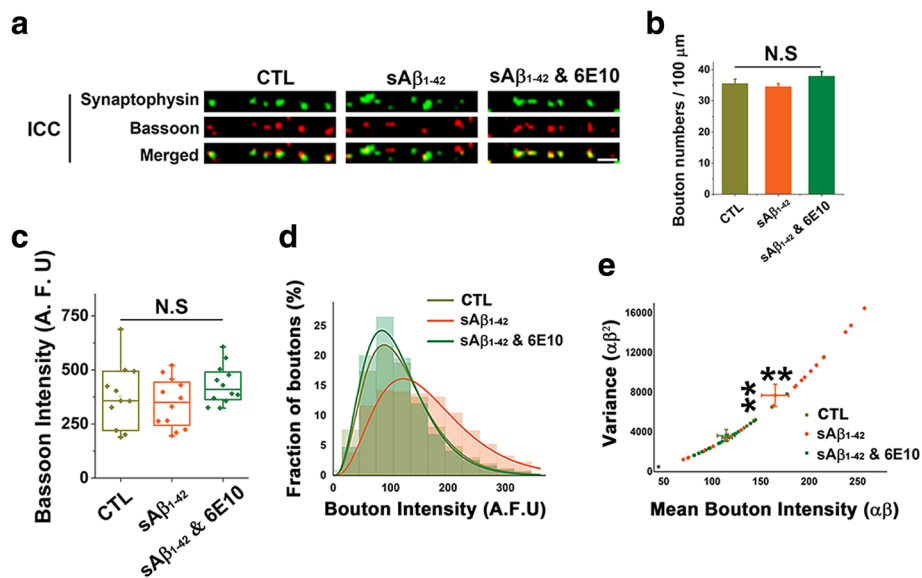 a
CTL
sAβ1-42
sAβ1-42 & 6E10
ICC
Synaptophysin
Bassoon
Merged
b
N.S
Bouton numbers / 100 μm
40
30
20
10
0
CTL
sAβ1-42
sAβ1-42 & 6E10
c
Bassoon Intensity (A. F. U)
N.S
750
500
250
0
CTL
sAβ1-42
sAβ1-42 & 6E10
d
Fraction of boutons (%)
CTL
sAβ1-42
sAβ1-42 & 6E10
25
20
15
10
5
0
0
100
200
300
Bouton Intensity (A.F.U)
e
Variance (αβ²)
16000
12000
8000
4000
0
**
**
CTL
sAβ1-42
sAβ1-42 & 6E10
50
100
150
200
250
Mean Bouton Intensity (αβ)